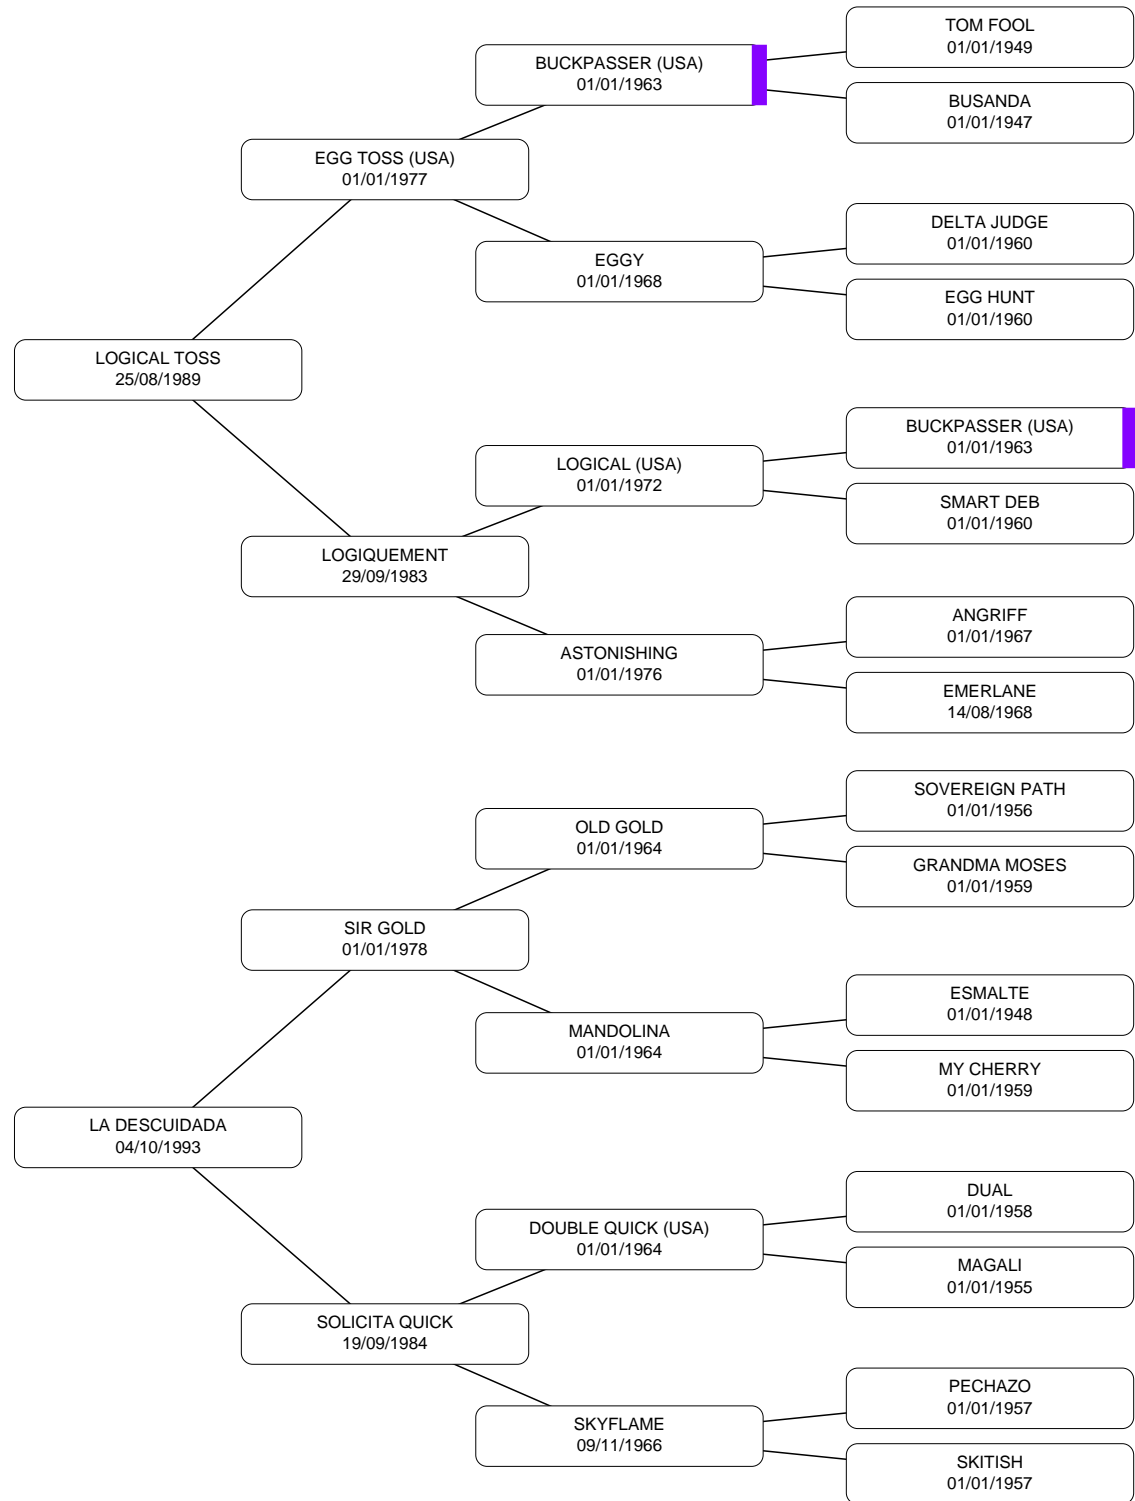 TOM FOOL
01/01/1949
BUCKPASSER (USA)
01/01/1963
BUSANDA
01/01/1947
EGG TOSS (USA)
01/01/1977
DELTA JUDGE
01/01/1960
EGGY
01/01/1968
EGG HUNT
01/01/1960
LOGICAL TOSS
25/08/1989
BUCKPASSER (USA)
01/01/1963
LOGICAL (USA)
01/01/1972
SMART DEB
01/01/1960
LOGIQUEMENT
29/09/1983
ANGRIFF
01/01/1967
ASTONISHING
01/01/1976
EMERLANE
14/08/1968
SOVEREIGN PATH
01/01/1956
OLD GOLD
01/01/1964
GRANDMA MOSES
01/01/1959
SIR GOLD
01/01/1978
ESMALTE
01/01/1948
MANDOLINA
01/01/1964
MY CHERRY
01/01/1959
LA DESCUIDADA
04/10/1993
DUAL
01/01/1958
DOUBLE QUICK (USA)
01/01/1964
MAGALI
01/01/1955
SOLICITA QUICK
19/09/1984
PECHAZO
01/01/1957
SKYFLAME
09/11/1966
SKITISH
01/01/1957